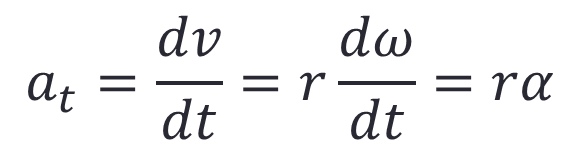 a_t = dv/dt = r dω/dt = rα